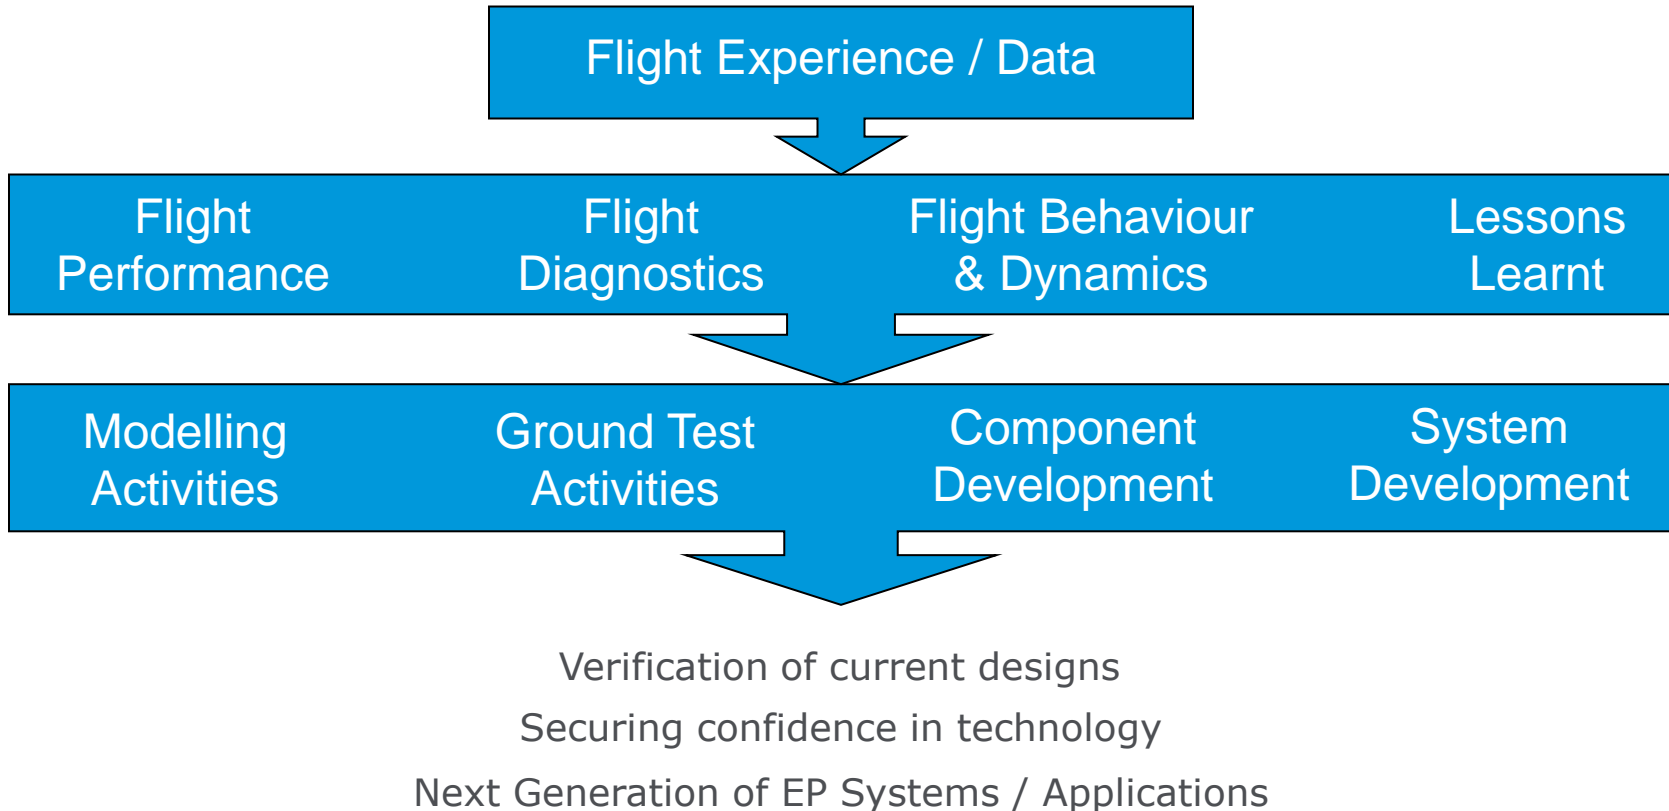 Flight Experience / Data
Flight Performance
Flight Diagnostics
Flight Behaviour & Dynamics
Lessons Learnt
Modelling Activities
Ground Test Activities
Component Development
System Development
Verification of current designs
Securing confidence in technology
Next Generation of EP Systems / Applications